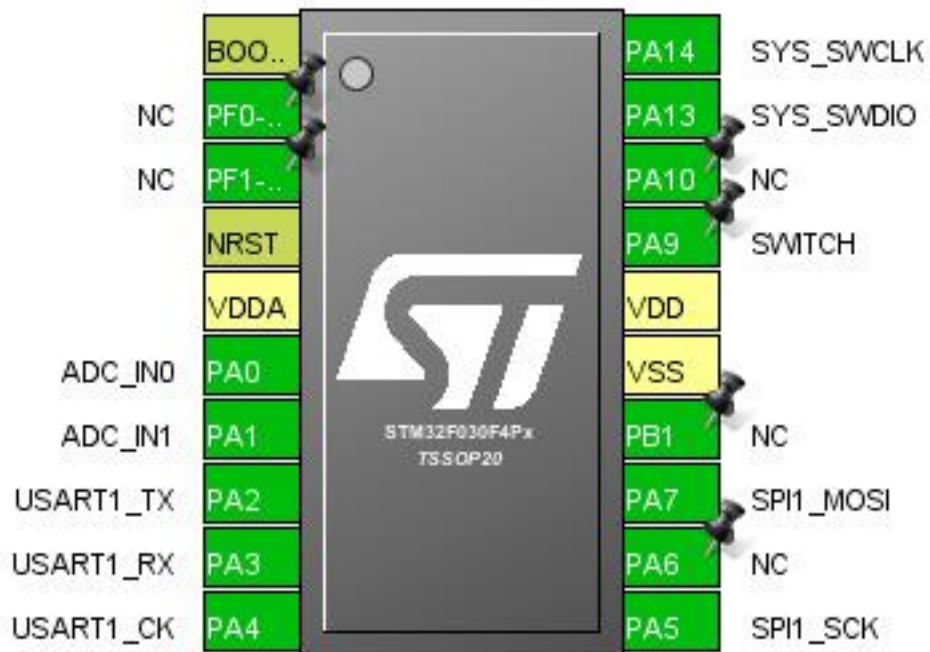 BOO.. PA14 SYS_SWCLK
NC PF0-.. PA13 SYS_SWDIO
NC PF1-.. PA10 NC
NRST PA9 SWITCH
VDDA VDD
ADC_IN0 PA0 VSS
ADC_IN1 PA1 STM32F030F4Px PB1 NC
TSSOP20
USART1_TX PA2 PA7 SPI1_MOSI
USART1_RX PA3 PA6 NC
USART1_CK PA4 PA5 SPI1_SCK